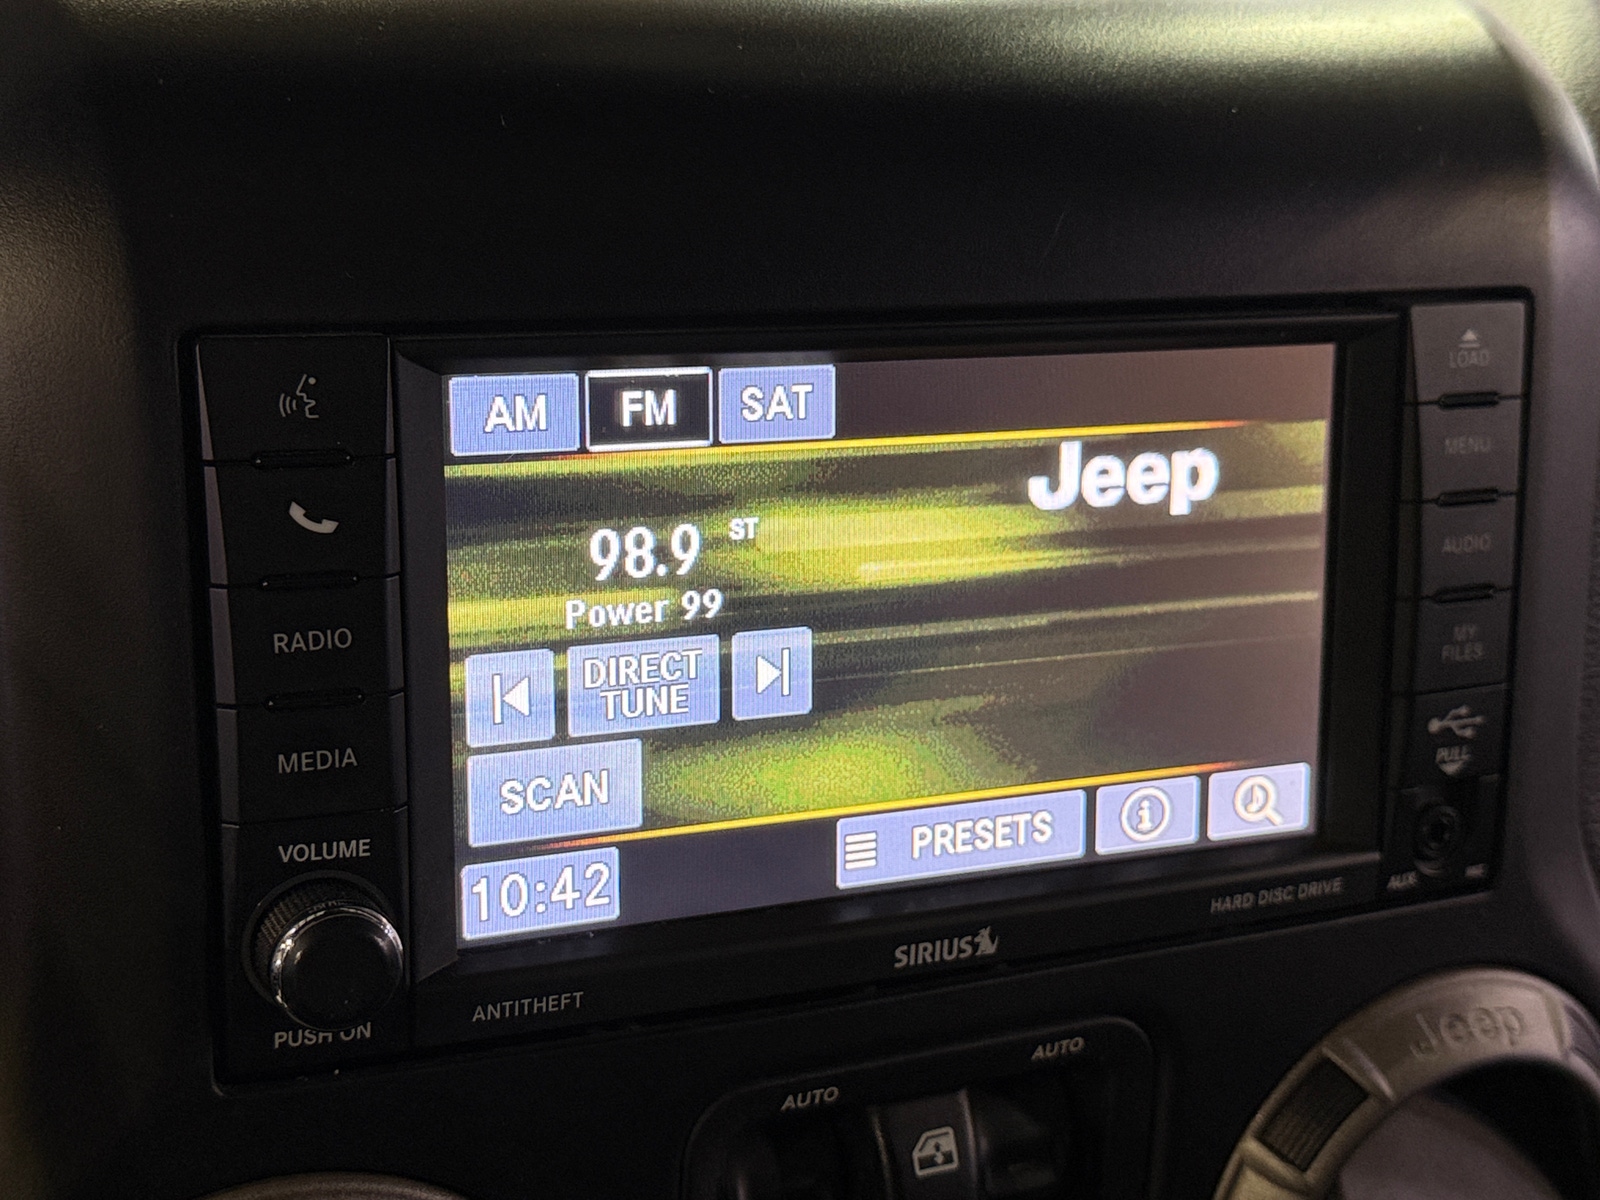 AM
FM
SAT
Jeep
98.9 ST
Power 99
DIRECT
TUNE
SCAN
10:42
PRESETS
i
RADIO
MEDIA
VOLUME
PUSH ON
LOAD
MENU
AUDIO
MY
FILES
PULL
AUX
HARD DISC DRIVE
SIRIUS
ANTITHEFT
AUTO
AUTO
Jeep